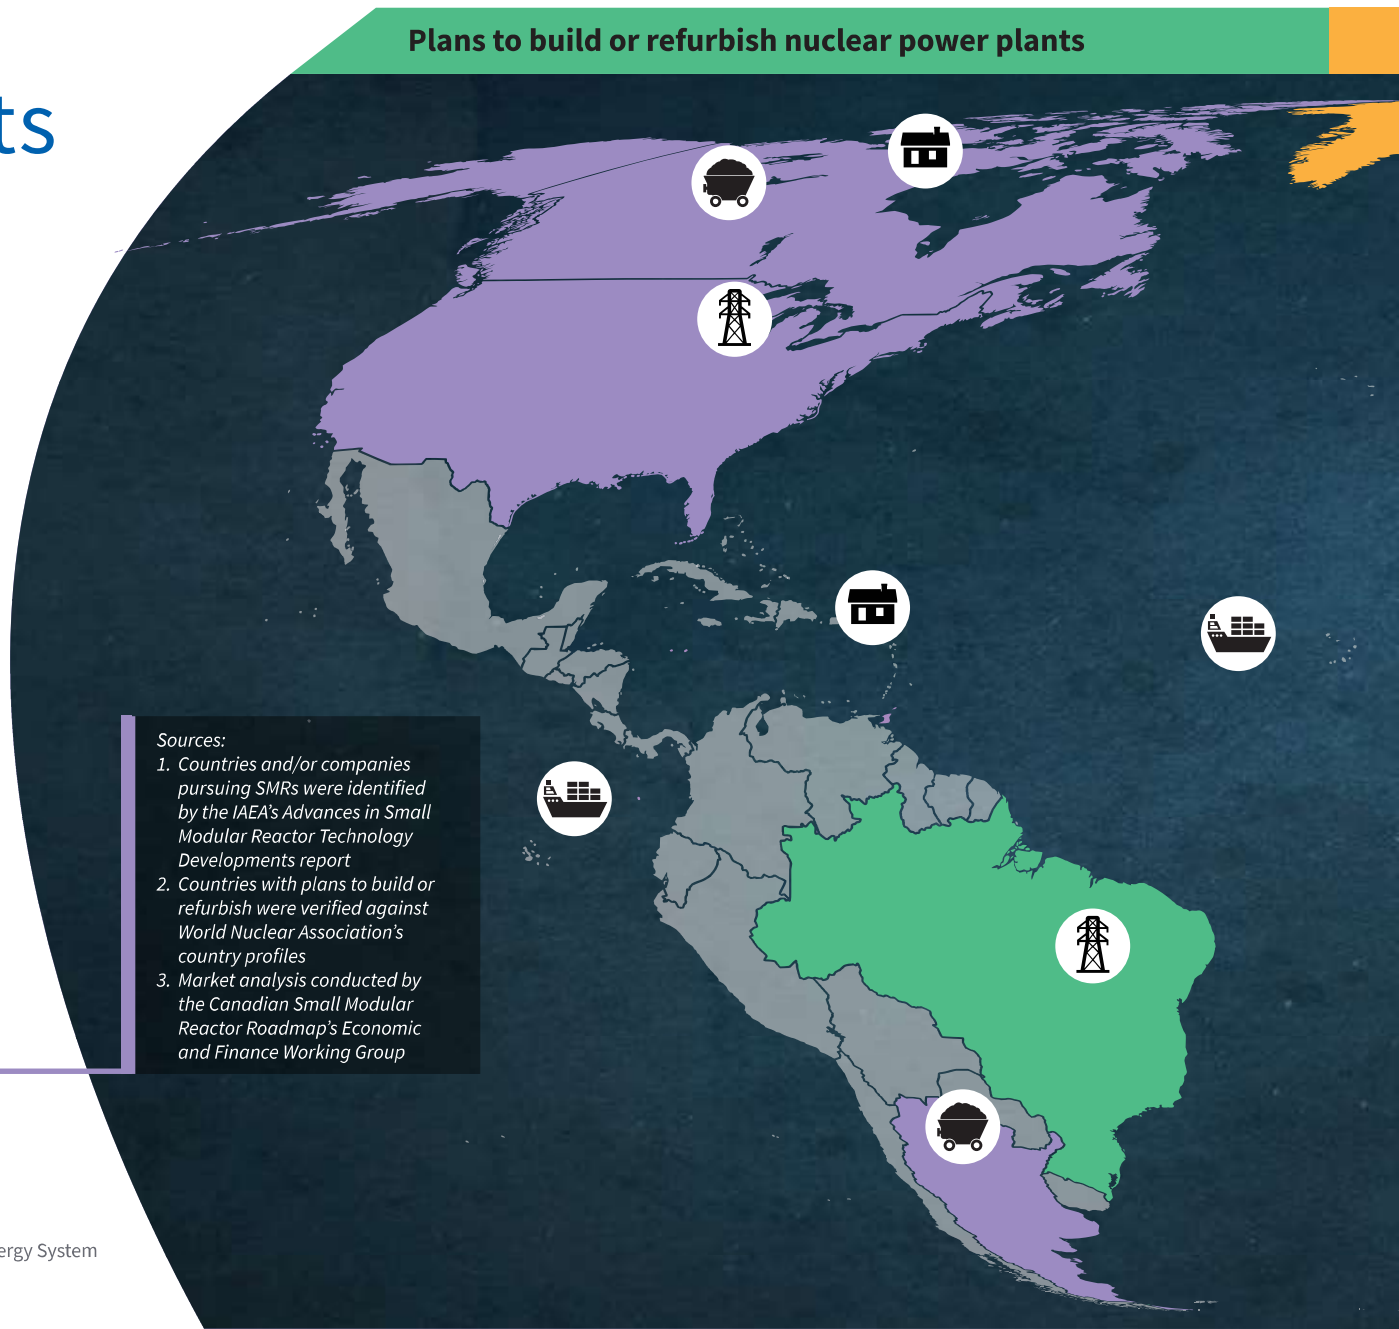 Plans to build or refurbish nuclear power plants
ts
Sources:
1. Countries and/or companies
pursuing SMRs were identified
by the IAEA's Advances in Small
Modular Reactor Technology
Developments report
2. Countries with plans to build or
refurbish were verified against
World Nuclear Association's
country profiles
3. Market analysis conducted by
the Canadian Small Modular
Reactor Roadmap's Economic
and Finance Working Group
ergy System